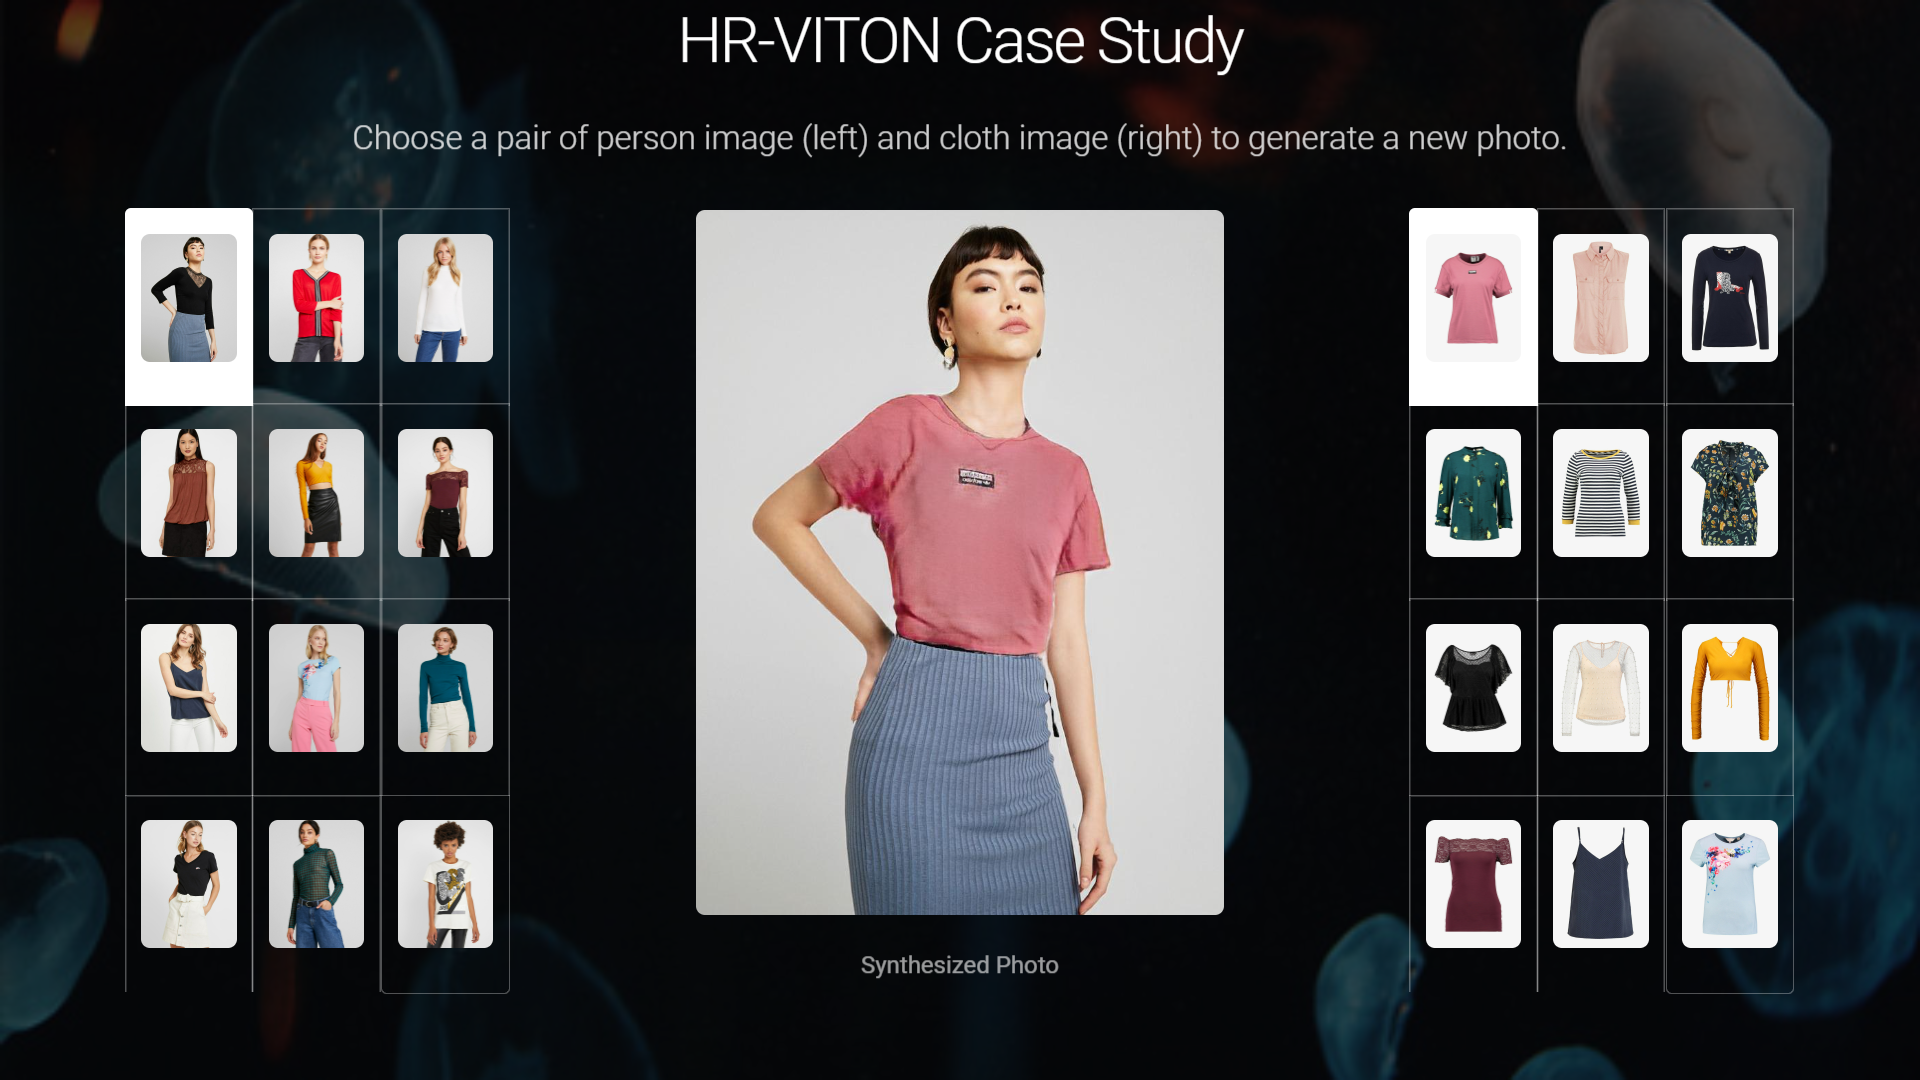 HR-VITON Case Study
Choose a pair of person image (left) and cloth image (right) to generate a new photo.
Synthesized Photo